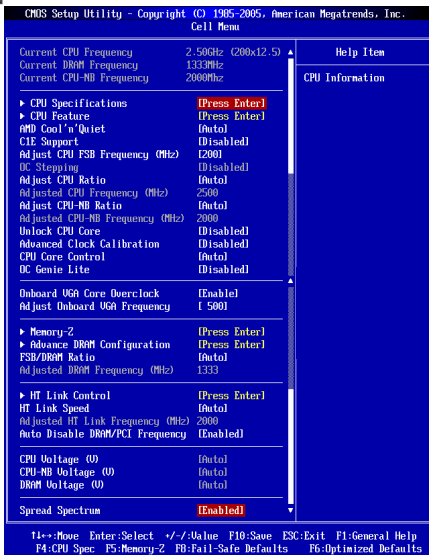 CMOS Setup Utility - Copyright (C) 1985-2005, American Megatrends, Inc.
Cell Menu
Current CPU Frequency 2.50GHz (200x12.5)
Current DRAM Frequency 1333MHz
Current CPU-NB Frequency 2000Mhz
Help Item
CPU Information
▶ CPU Specifications [Press Enter]
▶ CPU Feature [Press Enter]
AMD Cool'n'Quiet [Auto]
C1E Support [Disabled]
Adjust CPU FSB Frequency (MHz) [200]
OC Stepping [Disabled]
Adjust CPU Ratio [Auto]
Adjusted CPU Frequency (MHz) 2500
Adjust CPU-NB Ratio [Auto]
Adjusted CPU-NB Frequency (MHz) 2000
Unlock CPU Core [Disabled]
Advanced Clock Calibration [Disabled]
CPU Core Control [Auto]
OC Genie Lite [Disabled]
Onboard VGA Core Overclock [Enable]
Adjust Onboard VGA Frequency [ 500]
▶ Memory-Z [Press Enter]
▶ Advance DRAM Configuration [Press Enter]
FSB/DRAM Ratio [Auto]
Adjusted DRAM Frequency (MHz) 1333
▶ HT Link Control [Press Enter]
HT Link Speed [Auto]
Adjusted HT Link Frequency (MHz) 2000
Auto Disable DRAM/PCI Frequency [Enabled]
CPU Voltage (V) [Auto]
CPU-NB Voltage (V) [Auto]
DRAM Voltage (V) [Auto]
Spread Spectrum [Enabled]
↑↓←→:Move Enter:Select +/-/:Value F10:Save ESC:Exit F1:General Help
F4:CPU Spec F5:Memory-Z F8:Fail-Safe Defaults F6:Optimized Defaults